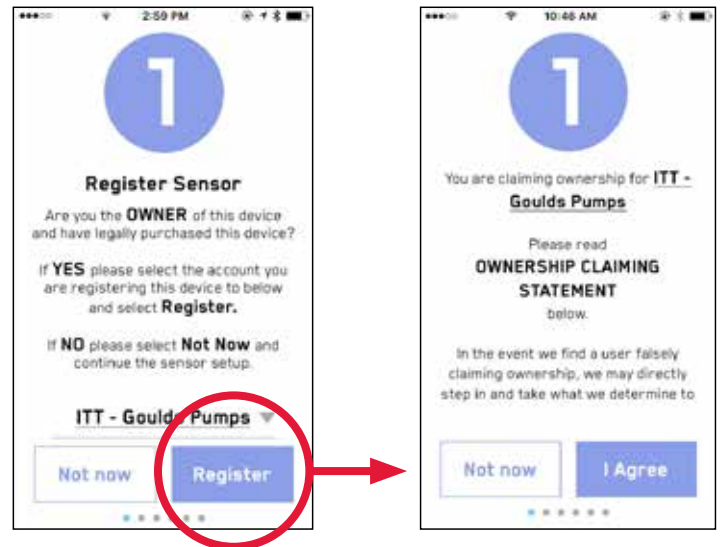 2:59 PM
1
Register Sensor
Are you the OWNER of this device
and have legally purchased this device?
If YES please select the account you
are registering this device to below
and select Register.
If NO please select Not Now and
continue the sensor setup.
ITT - Goulds Pumps
Not now
Register
10:46 AM
1
You are claiming ownership for ITT -
Goulds Pumps
Please read
OWNERSHIP CLAIMING
STATEMENT
below.
In the event we find a user falsely
claiming ownership, we may directly
step in and take what we determine to
Not now
I Agree